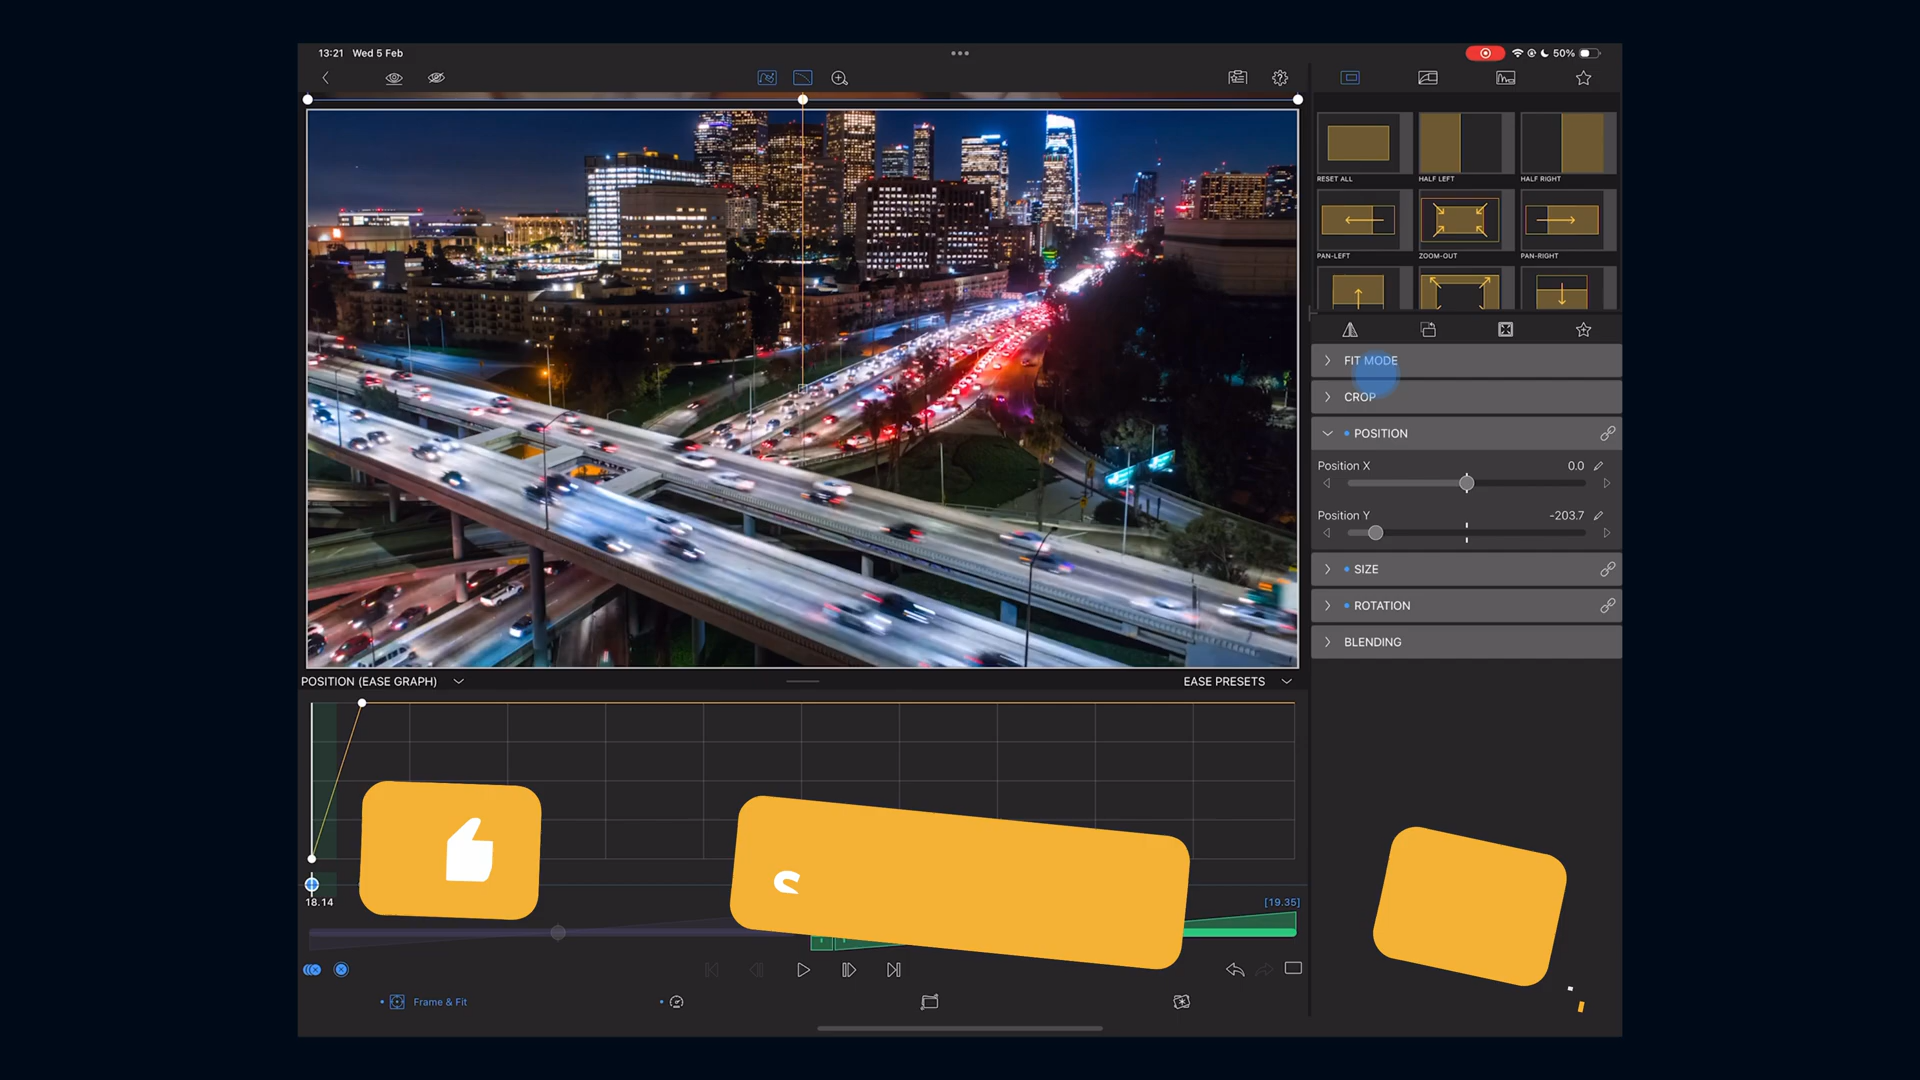 13:21 Wed 5 Feb
50%
RESET ALL
HALF LEFT
HALF RIGHT
PAN-LEFT
ZOOM-OUT
PAN-RIGHT
FIT MODE
CROP
POSITION
Position X
0.0
Position Y
-203.7
SIZE
ROTATION
BLENDING
POSITION (EASE GRAPH)
EASE PRESETS
18.14
[19.35]
Frame & Fit